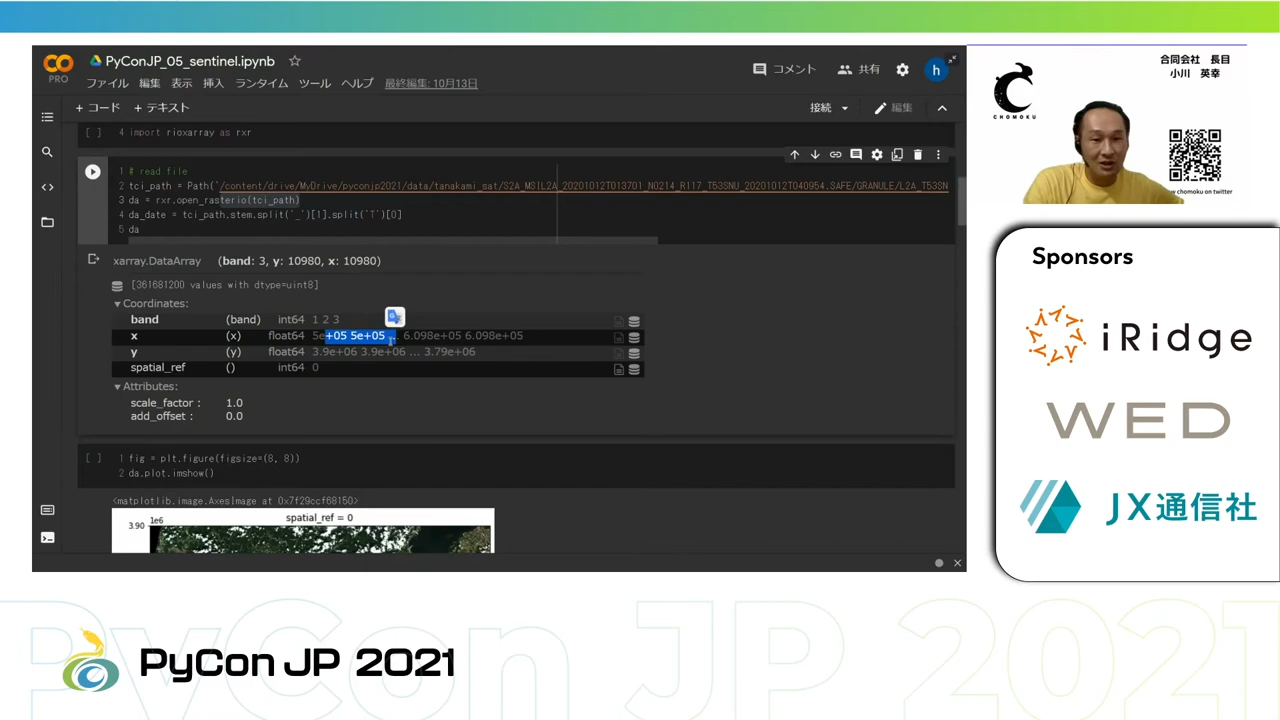 PyConJP_05_sentinel.ipynb
PRO
ファイル 編集 表示 挿入 ランタイム ツール ヘルプ 最終編集: 10月13日
コメント 共有 h
+ コード + テキスト
接続 編集
[ ] 4 import rioxarray as rxr
1 # read file
2 tci_path = Path('/content/drive/MyDrive/pyconjp2021/data/tanakami_sat/S2A_MSIL2A_20201012T013701_N0214_R117_T53SNU_20201012T040954.SAFE/GRANULE/L2A_T53SN
3 da = rxr.open_rasterio(tci_path)
4 da_date = tci_path.stem.split('_')[1].split('T')[0]
5 da
xarray.DataArray (band: 3, y: 10980, x: 10980)
[361681200 values with dtype=uint8]
Coordinates:
band (band) int64 1 2 3
x (x) float64 5e+05 5e+05 ... 6.098e+05 6.098e+05
y (y) float64 3.9e+06 3.9e+06 ... 3.79e+06
spatial_ref () int64 0
Attributes:
scale_factor : 1.0
add_offset : 0.0
[ ] 1 fig = plt.figure(figsize=(8, 8))
2 da.plot.imshow()
<matplotlib.image.AxesImage at 0x7f29ccf68150>
1e6 spatial_ref = 0
3.90
合同会社 長目
小川 英幸
CHOMOKU
w chomoku on twitter
Sponsors
iRidge
WED
JX通信社
PyCon JP 2021
PyCon JP 2021